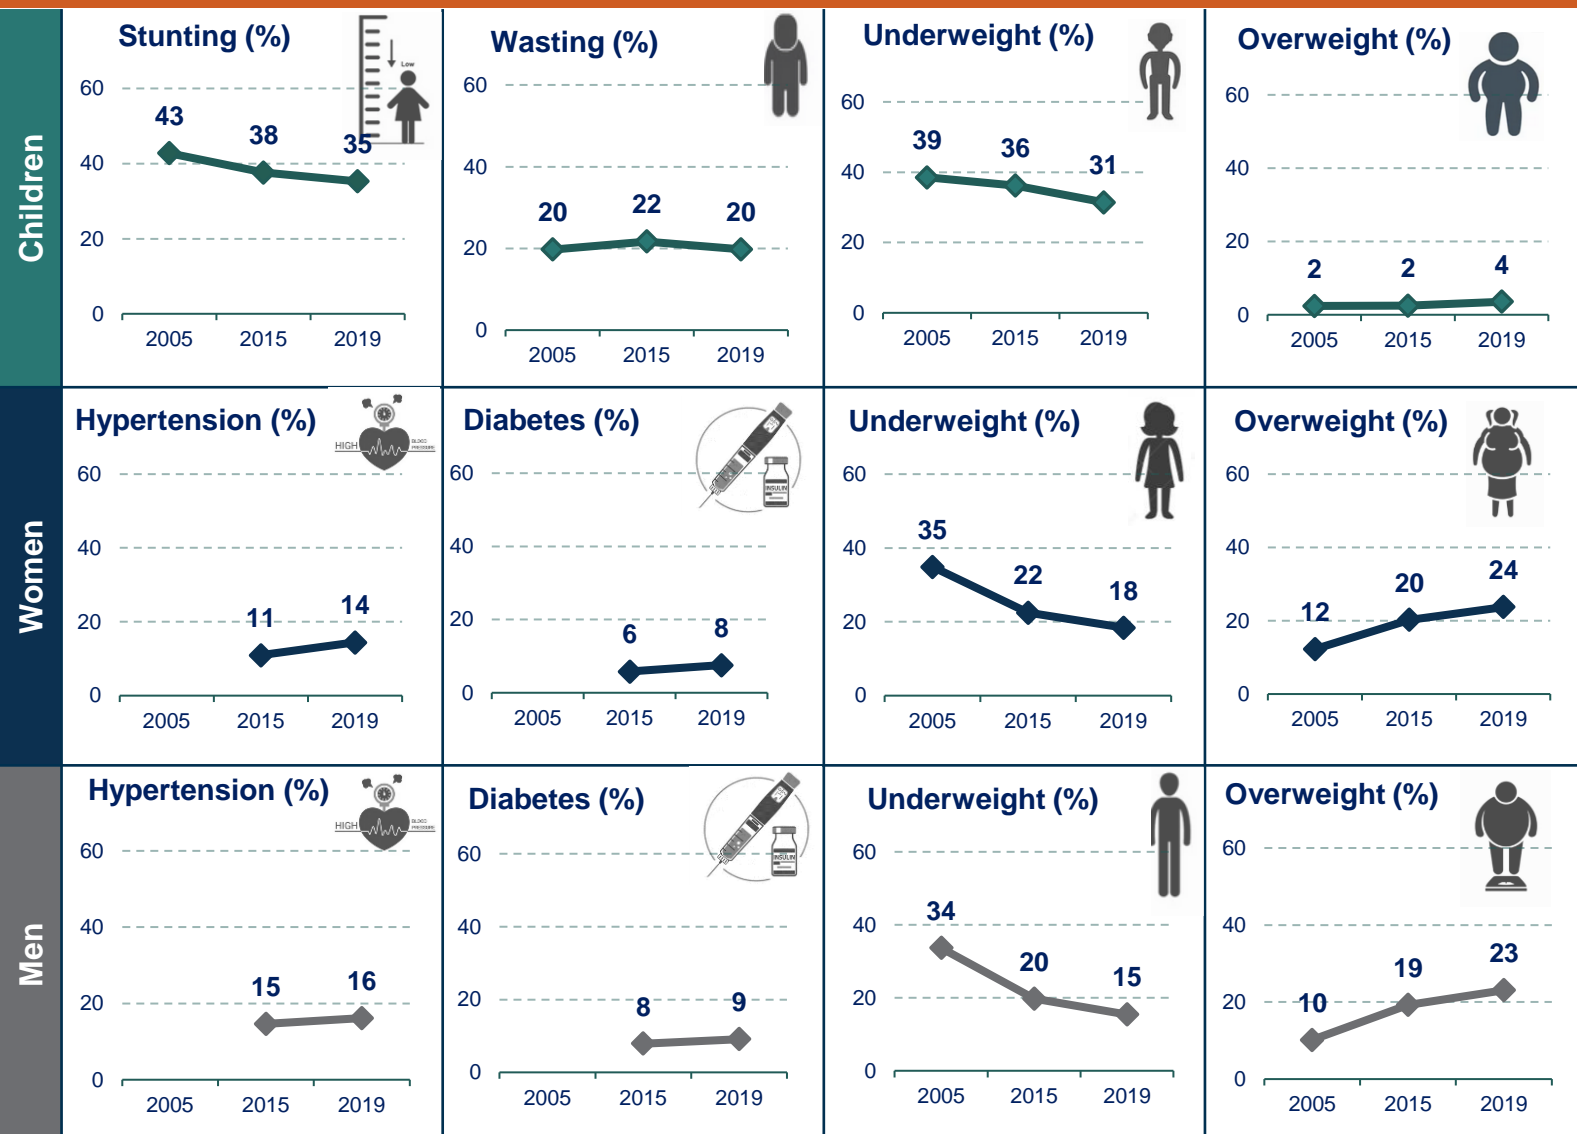 Children
Stunting (%)
Low
60
40
20
0
43
38
35
2005 2015 2019
Wasting (%)
60
40
20
0
20
22
20
2005 2015 2019
Underweight (%)
60
40
20
0
39
36
31
2005 2015 2019
Overweight (%)
60
40
20
0
2
2
4
2005 2015 2019
Women
Hypertension (%)
HIGH
BLOOD
PRESSURE
60
40
20
0
11
14
2005 2015 2019
Diabetes (%)
INSULIN
60
40
20
0
6
8
2005 2015 2019
Underweight (%)
60
40
20
0
35
22
18
2005 2015 2019
Overweight (%)
60
40
20
0
12
20
24
2005 2015 2019
Men
Hypertension (%)
HIGH
BLOOD
PRESSURE
60
40
20
0
15
16
2005 2015 2019
Diabetes (%)
INSULIN
60
40
20
0
8
9
2005 2015 2019
Underweight (%)
60
40
20
0
34
20
15
2005 2015 2019
Overweight (%)
60
40
20
0
10
19
23
2005 2015 2019